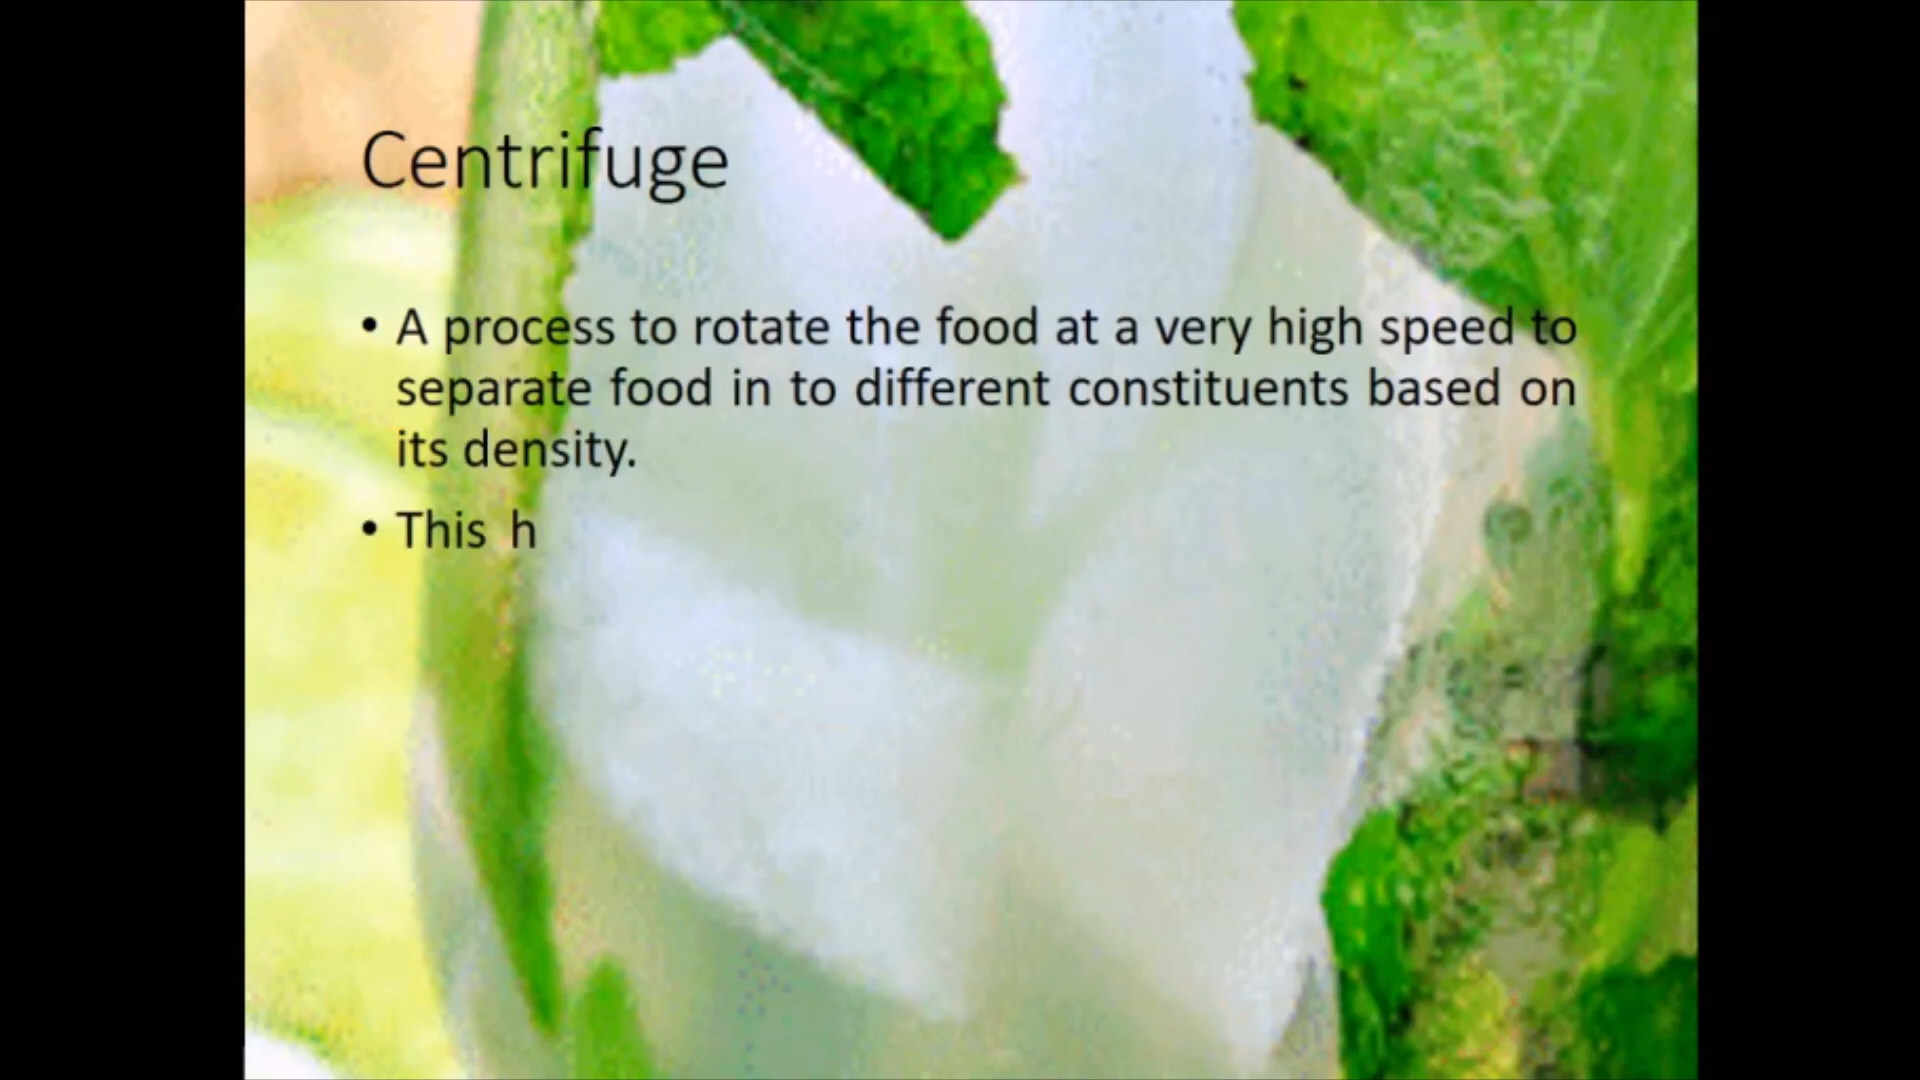 Centrifuge
• A process to rotate the food at a very high speed to
separate food in to different constituents based on
its density.
• This h